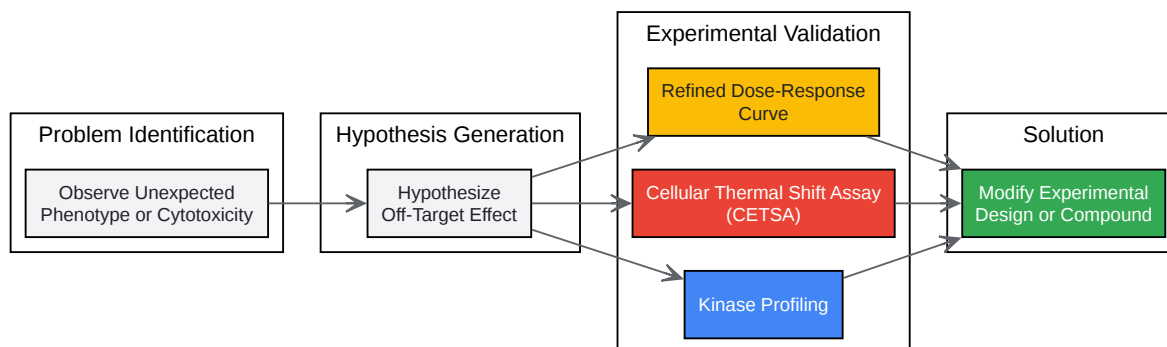 Problem Identification
Observe Unexpected
Phenotype or Cytotoxicity
Hypothesis Generation
Hypothesize
Off-Target Effect
Experimental Validation
Refined Dose-Response
Curve
Cellular Thermal Shift Assay
(CETSA)
Kinase Profiling
Solution
Modify Experimental
Design or Compound